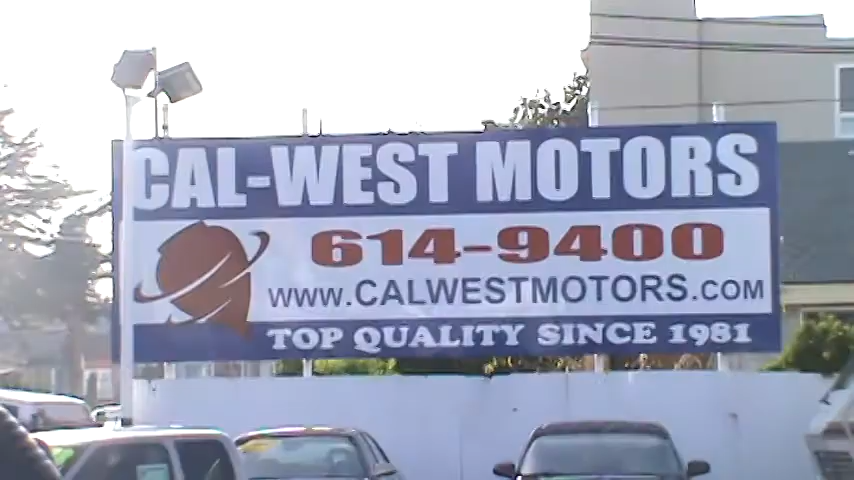 CAL-WEST MOTORS
614-9400
WWW.CALWESTMOTORS.COM
TOP QUALITY SINCE 1981